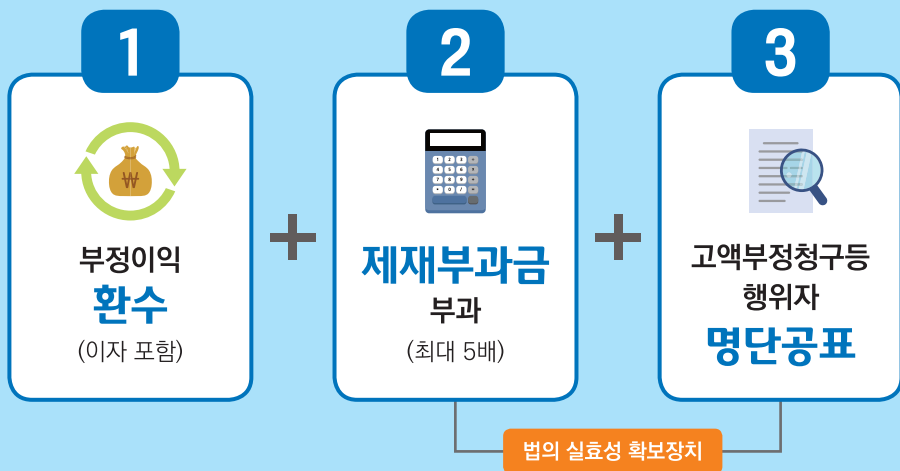 1
부정이익
환수
(이자 포함)
2
제재부과금
부과
(최대 5배)
3
고액부정청구등
행위자
명단공표
법의 실효성 확보장치